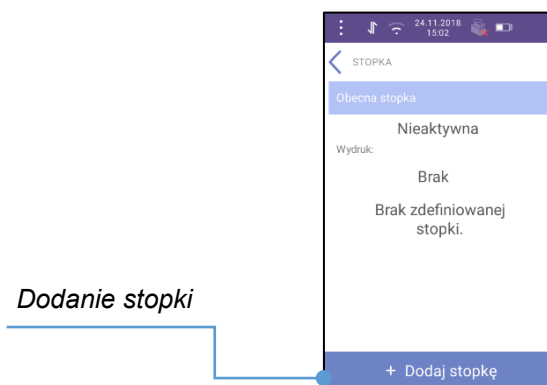 24.11.2018
15:02
STOPKA
Obecna stopka
Nieaktywna
Wydruk:
Brak
Brak zdefiniowanej
stopki.
Dodanie stopki
+ Dodaj stopkę